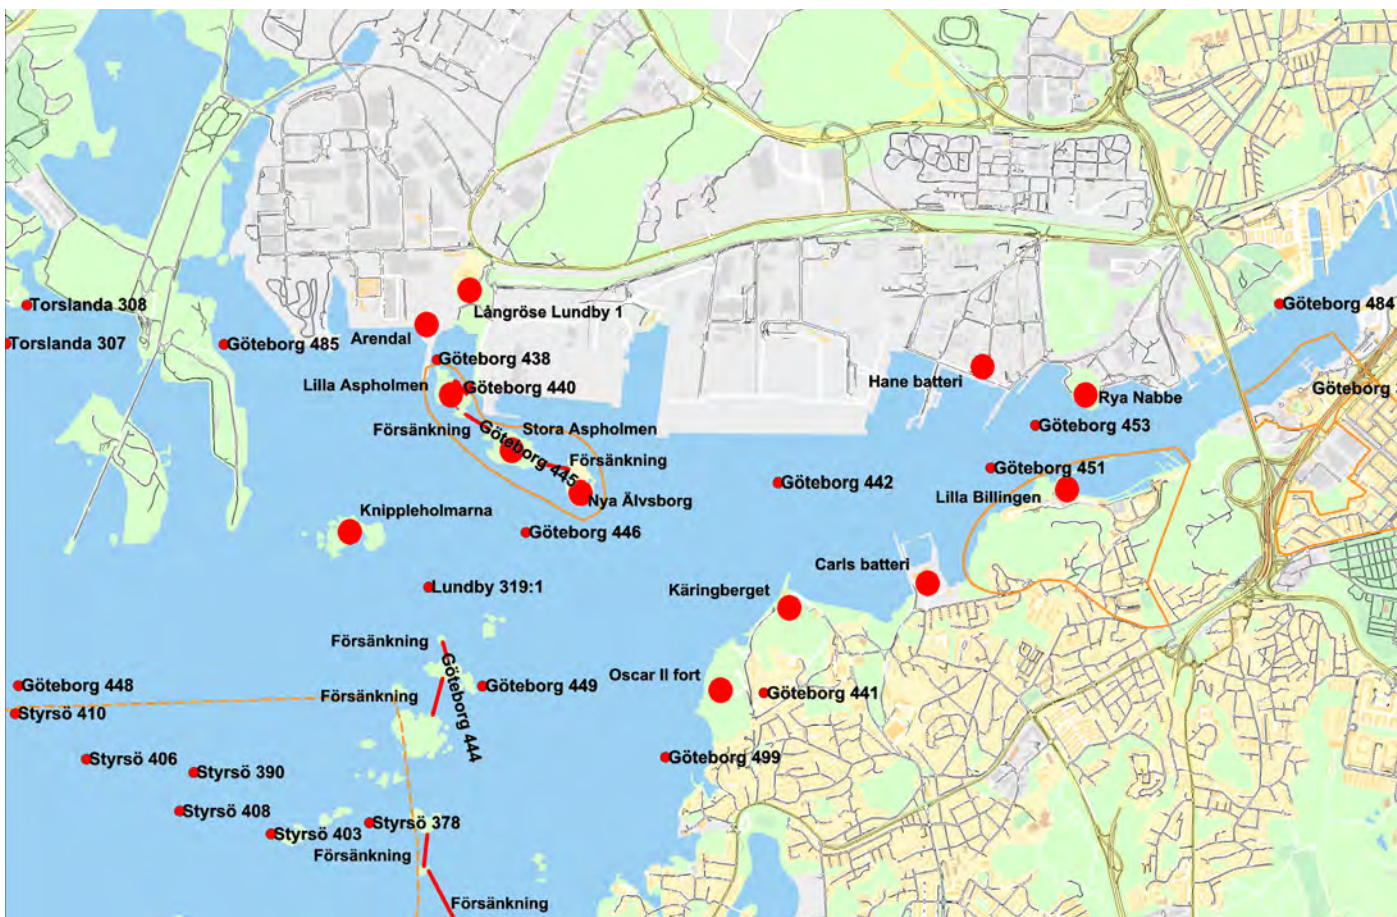 Torslanda 308
Göteborg 484
Långröse Lundby 1
Arendal
Torslanda 307
Göteborg 485
Göteborg 438
Hane batteri
Lilla Aspholmen
Göteborg 440
Göteborg
Rya Nabbe
Försänkning
Stora Aspholmen
Göteborg 453
Göteborg 445
Försänkning
Göteborg 451
Göteborg 442
Lilla Billingen
Nya Älvsborg
Knippleholmarna
Göteborg 446
Carls batteri
Lundby 319:1
Käringberget
Försänkning
Oscar II fort
Göteborg 448
Försänkning
Göteborg 444
Göteborg 449
Göteborg 441
Styrsö 410
Styrsö 406
Styrsö 390
Göteborg 499
Styrsö 408
Styrsö 403
Styrsö 378
Försänkning
Försänkning